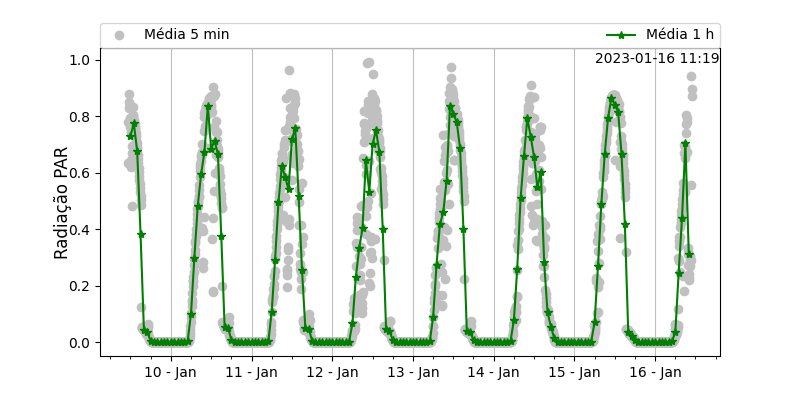 Média 5 min
Média 1 h
2023-01-16 11:19
1.0
0.8
0.6
0.4
0.2
0.0
Radiação PAR
10 - Jan
11 - Jan
12 - Jan
13 - Jan
14 - Jan
15 - Jan
16 - Jan